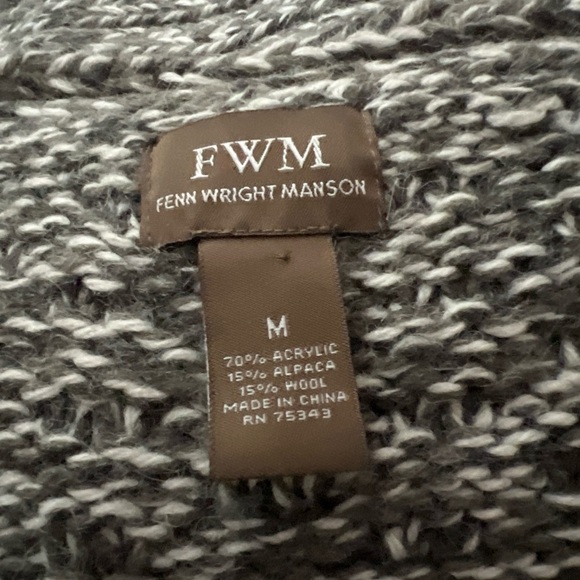 FWM
FENN WRIGHT MANSON
M
70% ACRYLIC
15% ALPACA
15% WOOL
MADE IN CHINA
RN 75343